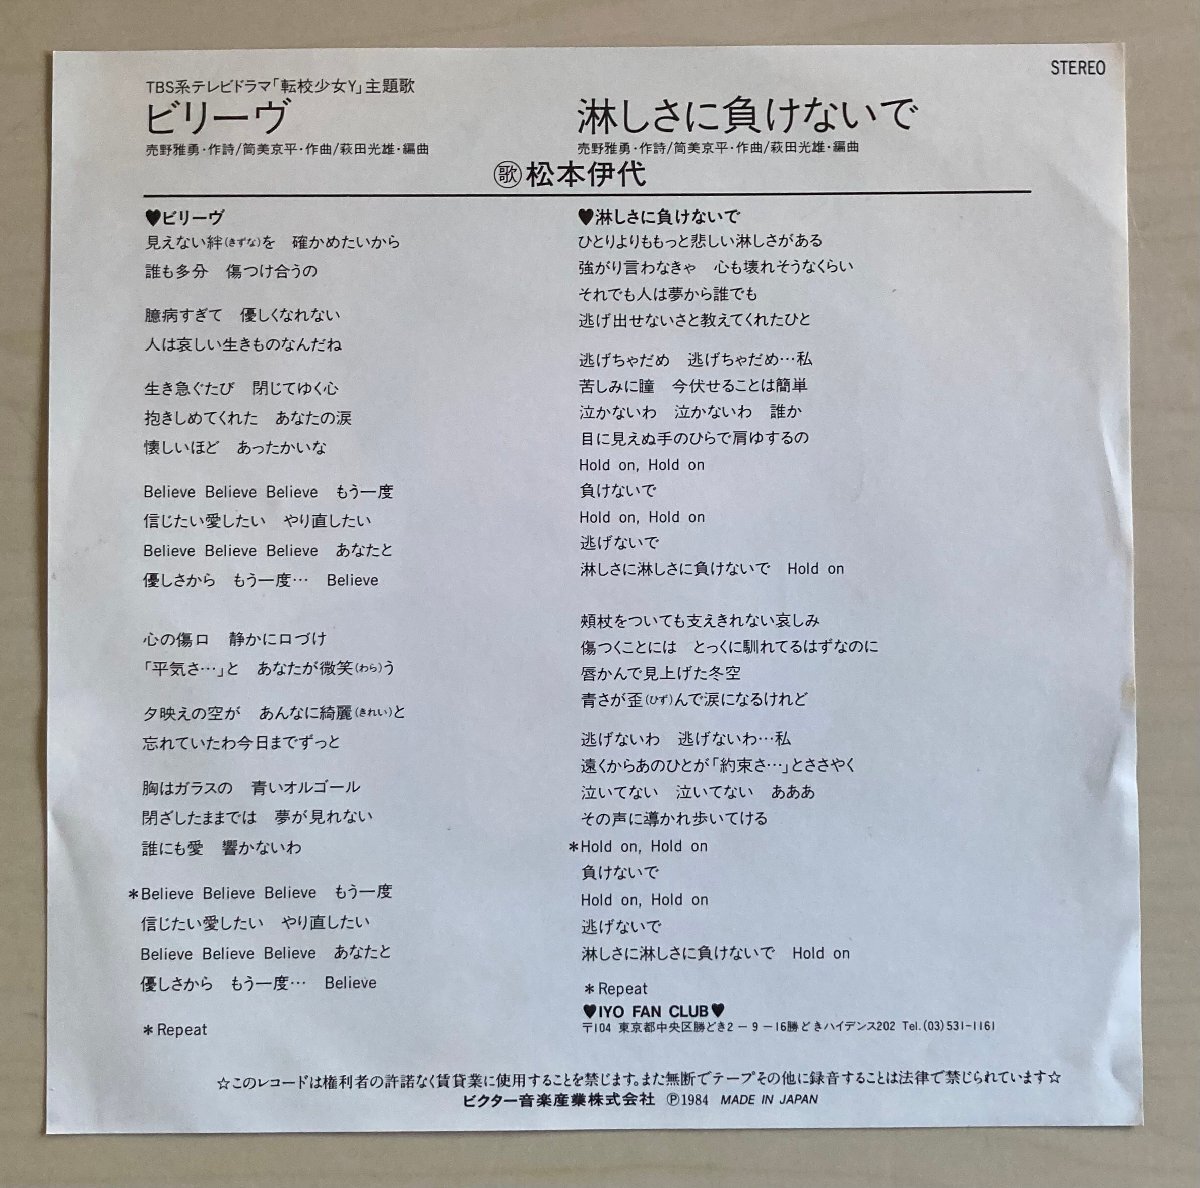 STEREO
TBS系テレビドラマ「転校少女Y」主題歌
ビリーヴ
売野雅勇・作詩/筒美京平・作曲/萩田光雄・編曲
淋しさに負けないで
売野雅勇・作詩/筒美京平・作曲/萩田光雄・編曲
㊙歌 松本伊代
♥ビリーヴ
見えない絆(きずな)を　確かめたいから
誰も多分　傷つけ合うの
臆病すぎて　優しくなれない
人は哀しい生きものなんだね
生き急ぐたび　閉じてゆく心
抱きしめてくれた　あなたの涙
懐しいほど　あったかいな
Believe Believe Believe　もう一度
信じたい愛したい　やり直したい
Believe Believe Believe　あなたと
優しさから　もう一度…　Believe
心の傷口　静かに口づけ
「平気さ…」と　あなたが微笑(わら)う
夕映えの空が　あんなに綺麗(きれい)と
忘れていたわ今日までずっと
胸はガラスの　青いオルゴール
閉ざしたままでは　夢が見れない
誰にも愛　響かないわ
*Believe Believe Believe　もう一度
信じたい愛したい　やり直したい
Believe Believe Believe　あなたと
優しさから　もう一度…　Believe
*Repeat
♥淋しさに負けないで
ひとりよりももっと悲しい淋しさがある
強がり言わなきゃ　心も壊れそうなくらい
それでも人は夢から誰でも
逃げ出せないさと教えてくれたひと
逃げちゃだめ　逃げちゃだめ…私
苦しみに瞳　今伏せることは簡単
泣かないわ　泣かないわ　誰か
目に見えぬ手のひらで肩ゆするの
Hold on, Hold on
負けないで
Hold on, Hold on
逃げないで
淋しさに淋しさに負けないで　Hold on
頬杖をついても支えきれない哀しみ
傷つくことには　とっくに馴れてるはずなのに
唇かんで見上げた冬空
青さが歪(ひず)んで涙になるけれど
逃げないわ　逃げないわ…私
遠くからあのひとが「約束さ…」とささやく
泣いてない　泣いてない　あああ
その声に導かれ歩いてける
*Hold on, Hold on
負けないで
Hold on, Hold on
逃げないで
淋しさに淋しさに負けないで　Hold on
*Repeat
♥IYO FAN CLUB♥
〒104 東京都中央区勝どき2-9-16勝どきハイデンス202 Tel.(03)531-1161
☆このレコードは権利者の許諾なく賃貸業に使用することを禁じます。また無断でテープその他に録音することは法律で禁じられています☆
ビクター音楽産業株式会社 Ⓟ1984 MADE IN JAPAN